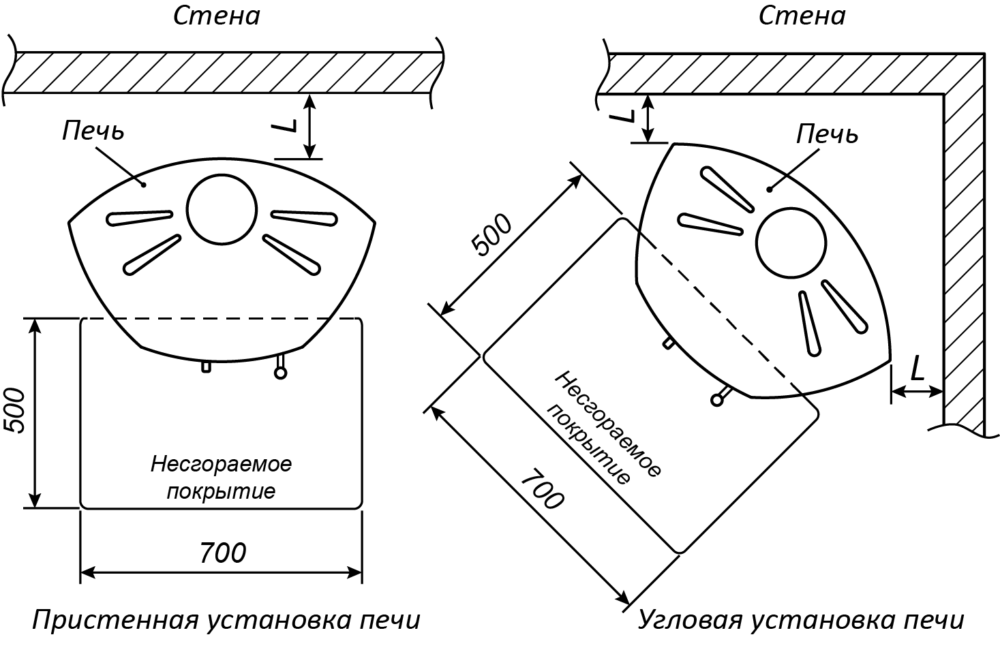 Стена
L
Печь
500
Несгораемое
покрытие
700
Пристенная установка печи
Стена
L
Печь
500
L
Несгораемое
покрытие
700
Угловая установка печи